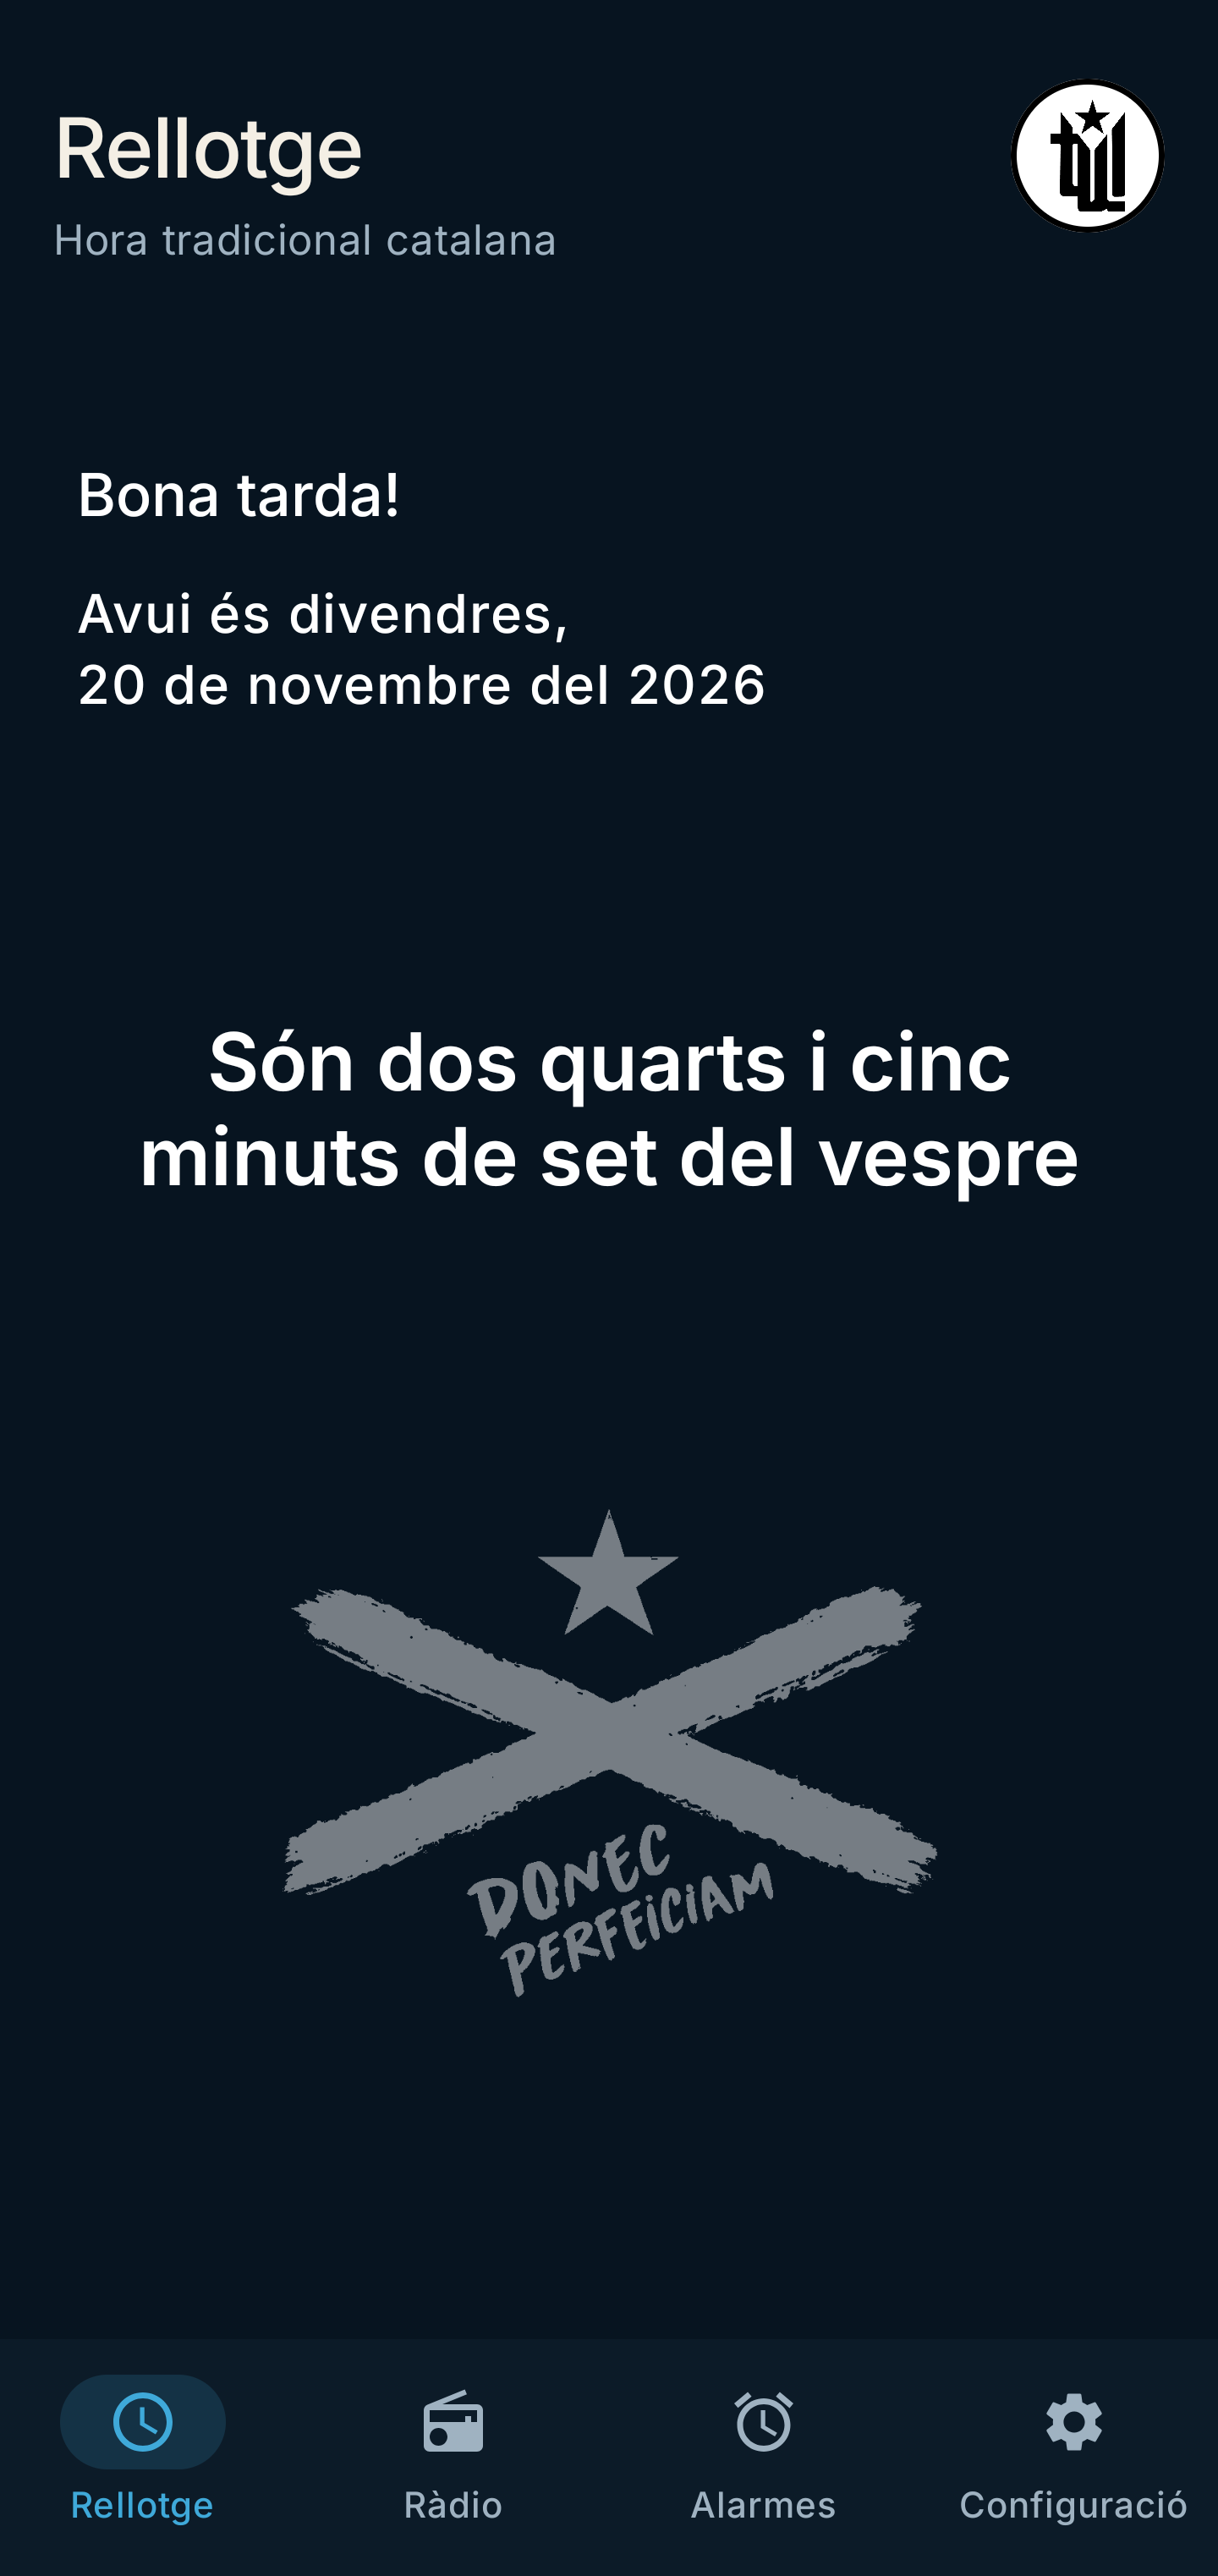 Rellotge
Hora tradicional catalana
Bona tarda!
Avui és divendres,
20 de novembre del 2026
Són dos quarts i cinc
minuts de set del vespre
DONEC
PERFEiCiAM
Rellotge
Ràdio
Alarmes
Configuració